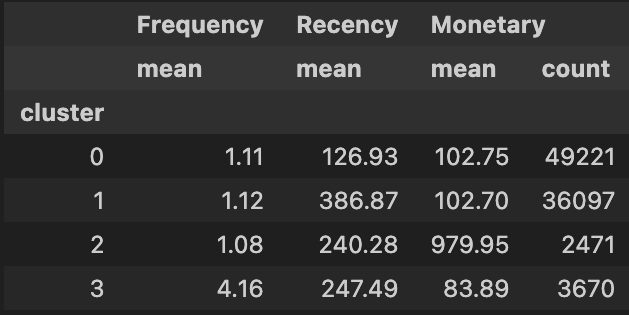 Frequency Recency Monetary
mean mean mean count
cluster
0 1.11 126.93 102.75 49221
1 1.12 386.87 102.70 36097
2 1.08 240.28 979.95 2471
3 4.16 247.49 83.89 3670